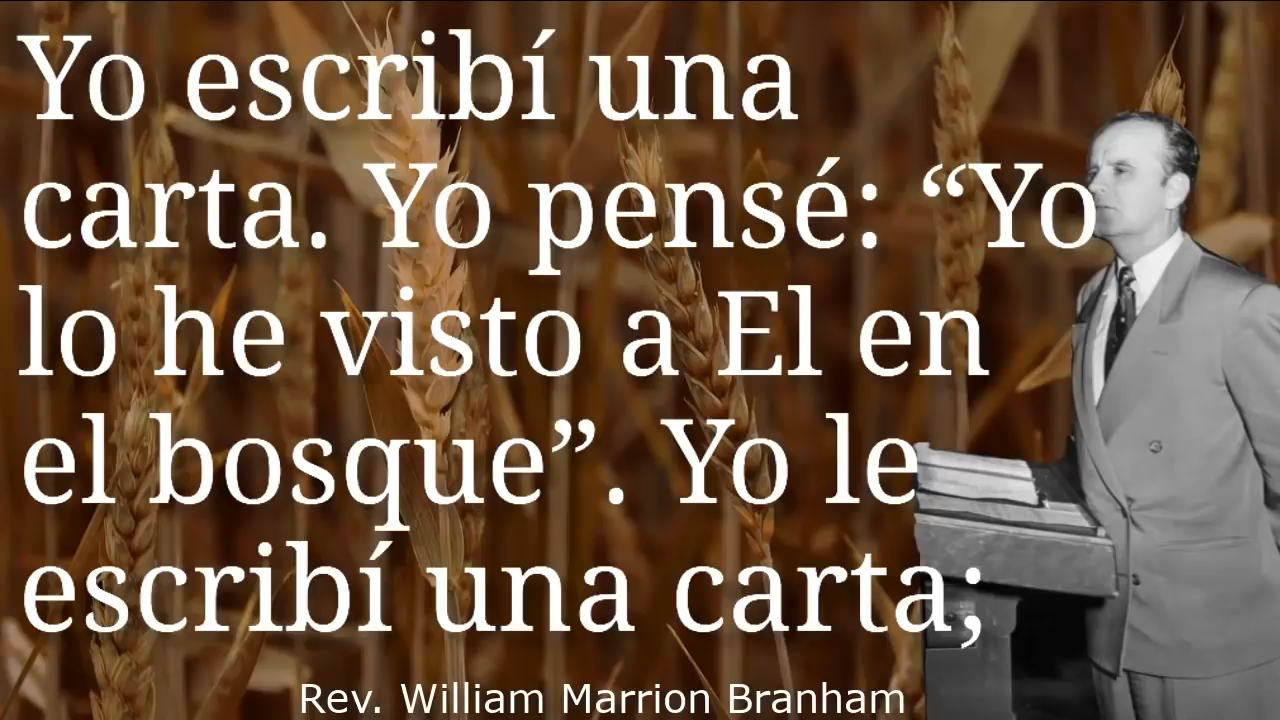 Yo escribí una
carta. Yo pensé: “Yo
lo he visto a El en
el bosque”. Yo le
escribí una carta;
Rev. William Marrion Branham